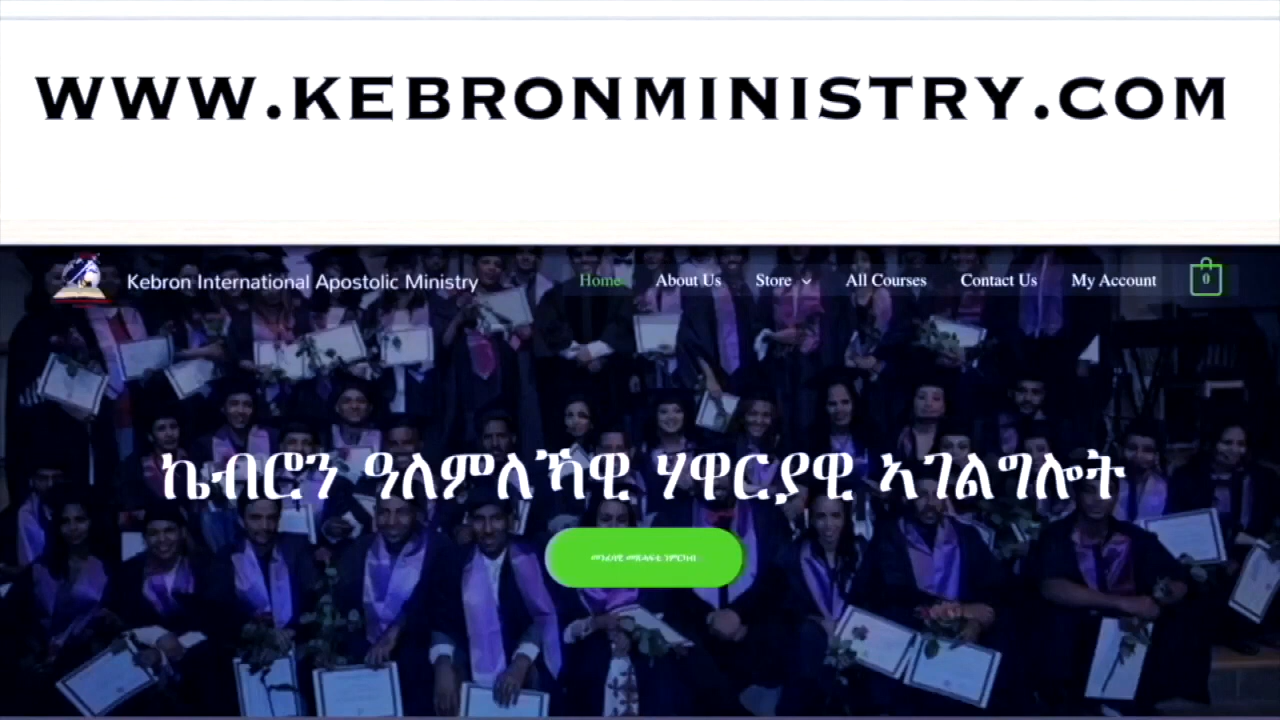 WWW.KEBRONMINISTRY.COM
Kebron International Apostolic Ministry
Home About Us Store All Courses Contact Us My Account 0
ኬብሮን ዓለምለኻዊ ሃዋርያዊ ኣገልግሎት